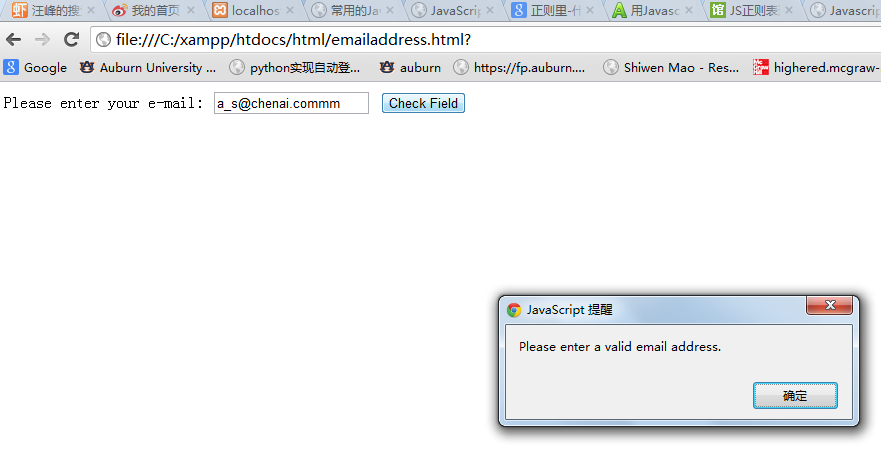 汪峰的搜 我的首页 localhos 常用的Jav JavaScrip 正则里-什 用Javasc JS正则表 Javascrip
file:///C:/xampp/htdocs/html/emailaddress.html?
Google Auburn University ... python实现自动登... auburn https://fp.auburn.... Shiwen Mao - Res... highered.mcgraw-
Please enter your e-mail: a_s@chenai.commm Check Field
JavaScript 提醒
Please enter a valid email address.
确定